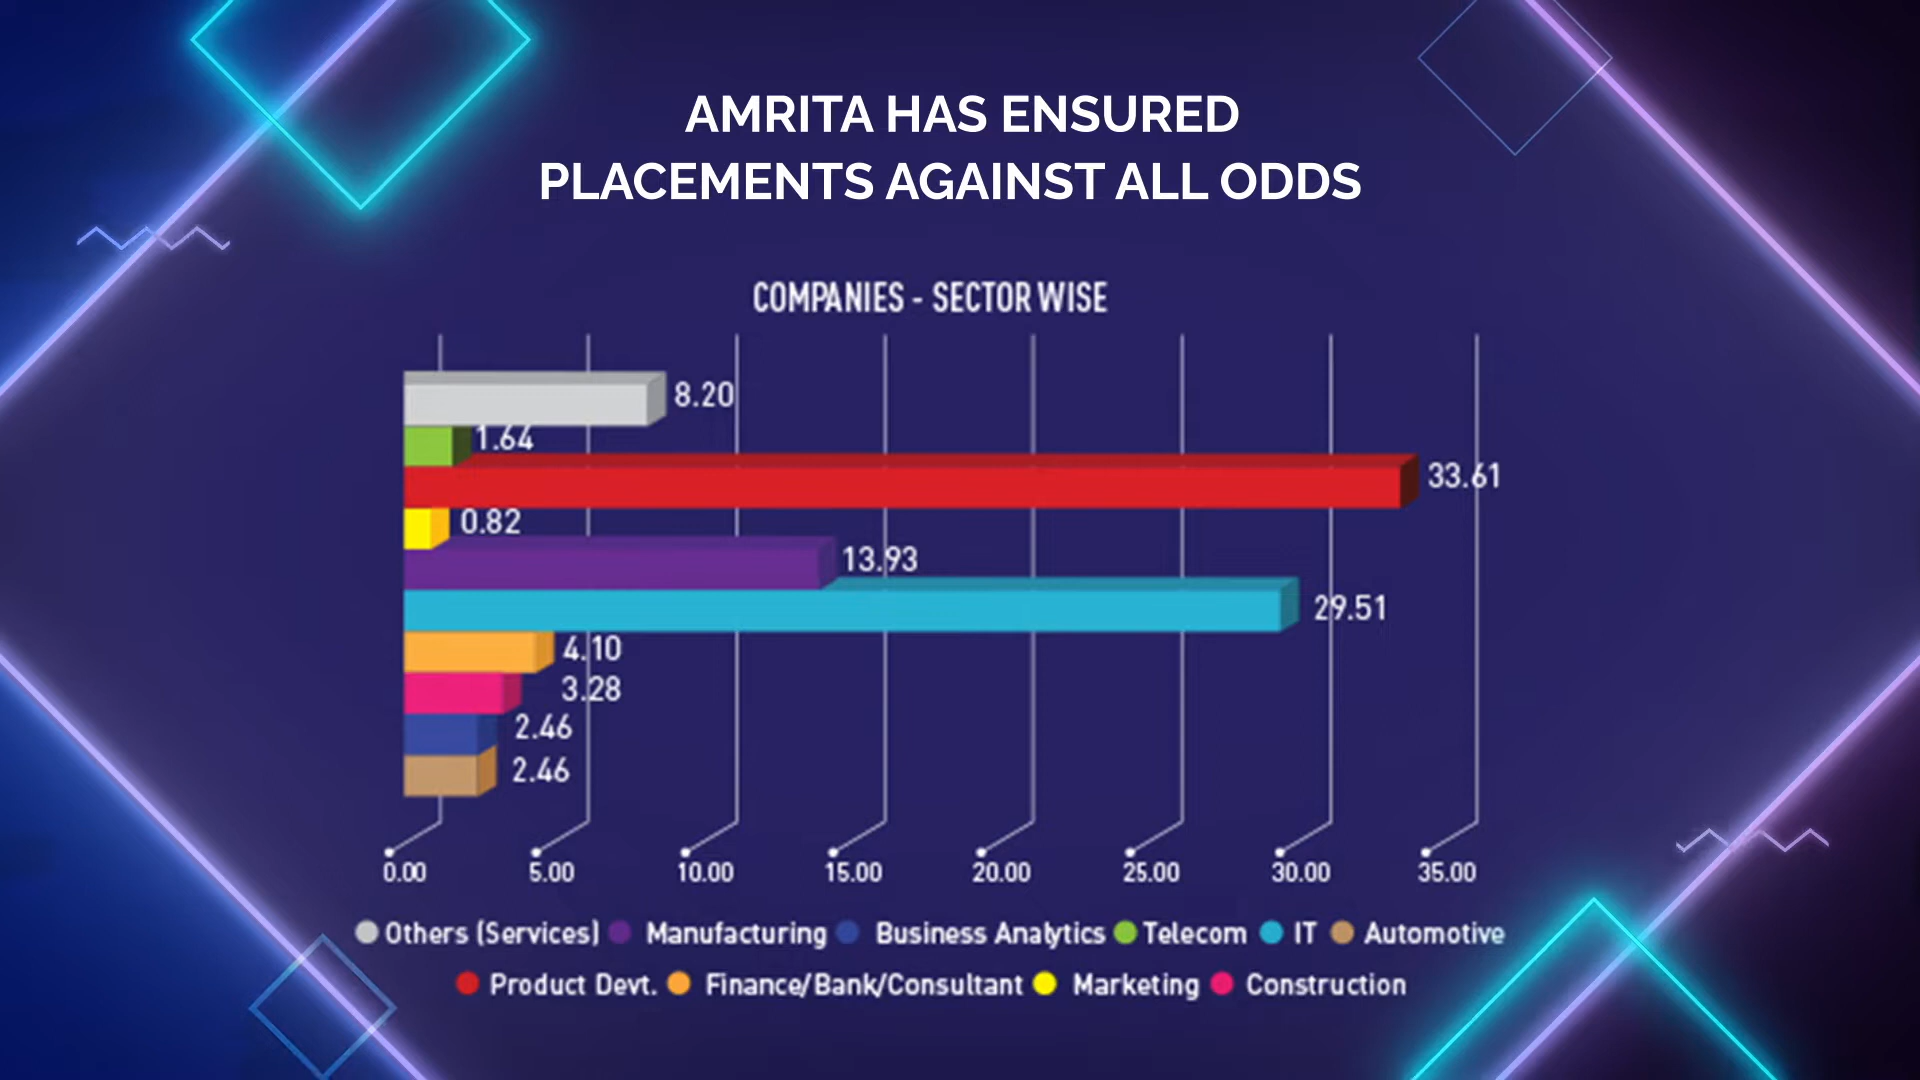 AMRITA HAS ENSURED
PLACEMENTS AGAINST ALL ODDS
COMPANIES - SECTOR WISE
8.20
1.64
33.61
0.82
13.93
29.51
4.10
3.28
2.46
2.46
0.00 5.00 10.00 15.00 20.00 25.00 30.00 35.00
Others (Services) Manufacturing Business Analytics Telecom IT Automotive
Product Devt. Finance/Bank/Consultant Marketing Construction